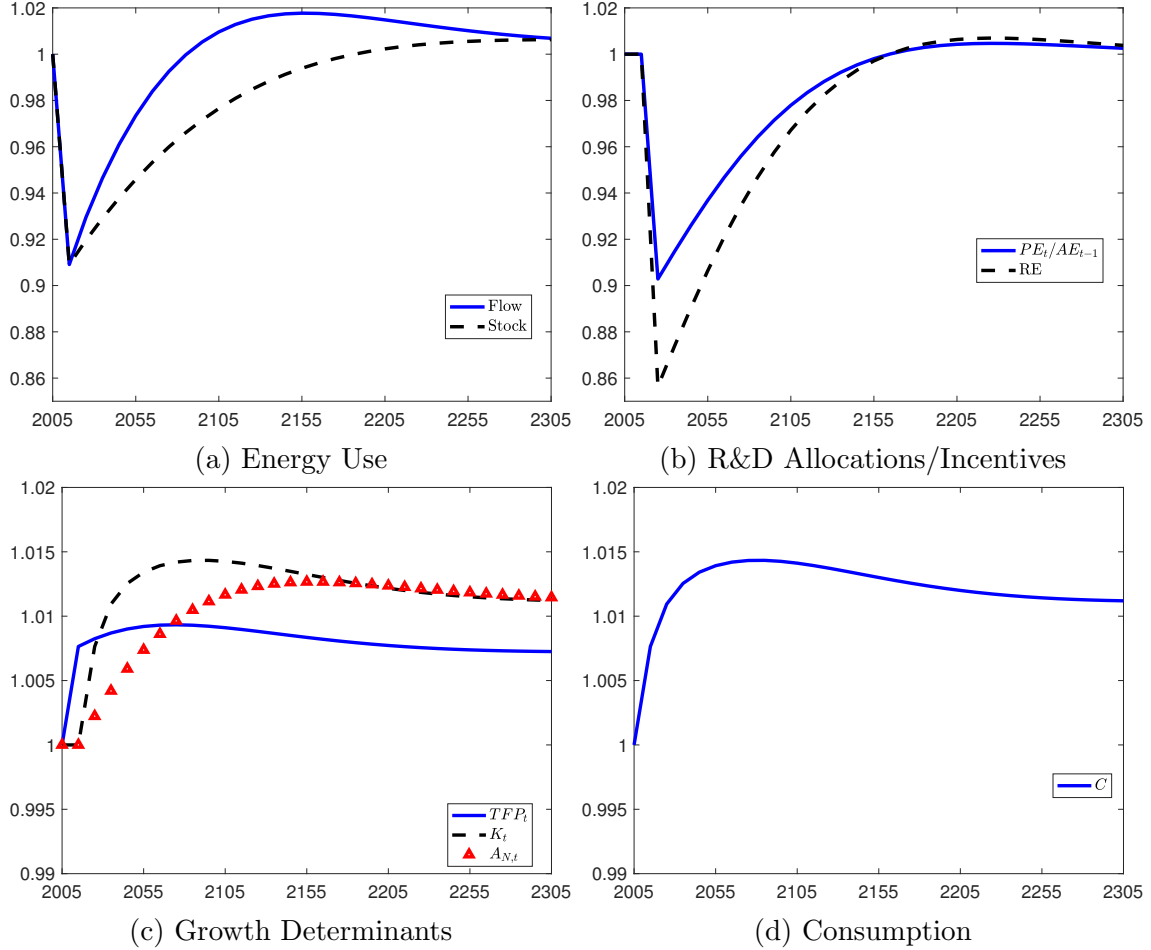 1.02
1
0.98
0.96
0.94
0.92
0.9
0.88
0.86
Flow
Stock
2005 2055 2105 2155 2205 2255 2305
(a) Energy Use
1.02
1
0.98
0.96
0.94
0.92
0.9
0.88
0.86
PE_t/AE_{t−1}
RE
2005 2055 2105 2155 2205 2255 2305
(b) R&D Allocations/Incentives
1.02
1.015
1.01
1.005
1
0.995
0.99
TFP_t
K_t
A_{N,t}
2005 2055 2105 2155 2205 2255 2305
(c) Growth Determinants
1.02
1.015
1.01
1.005
1
0.995
0.99
C
2005 2055 2105 2155 2205 2255 2305
(d) Consumption